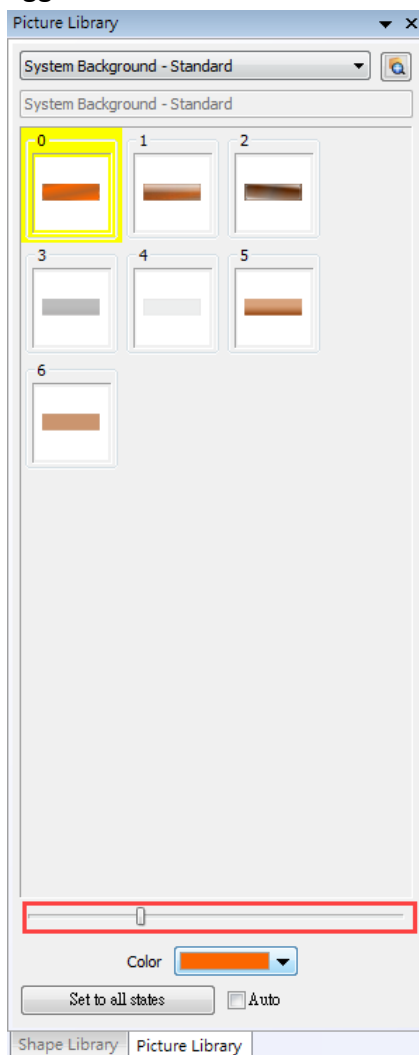 Picture Library
System Background - Standard
System Background - Standard
0 1 2
3 4 5
6
Color
Set to all states Auto
Shape Library Picture Library